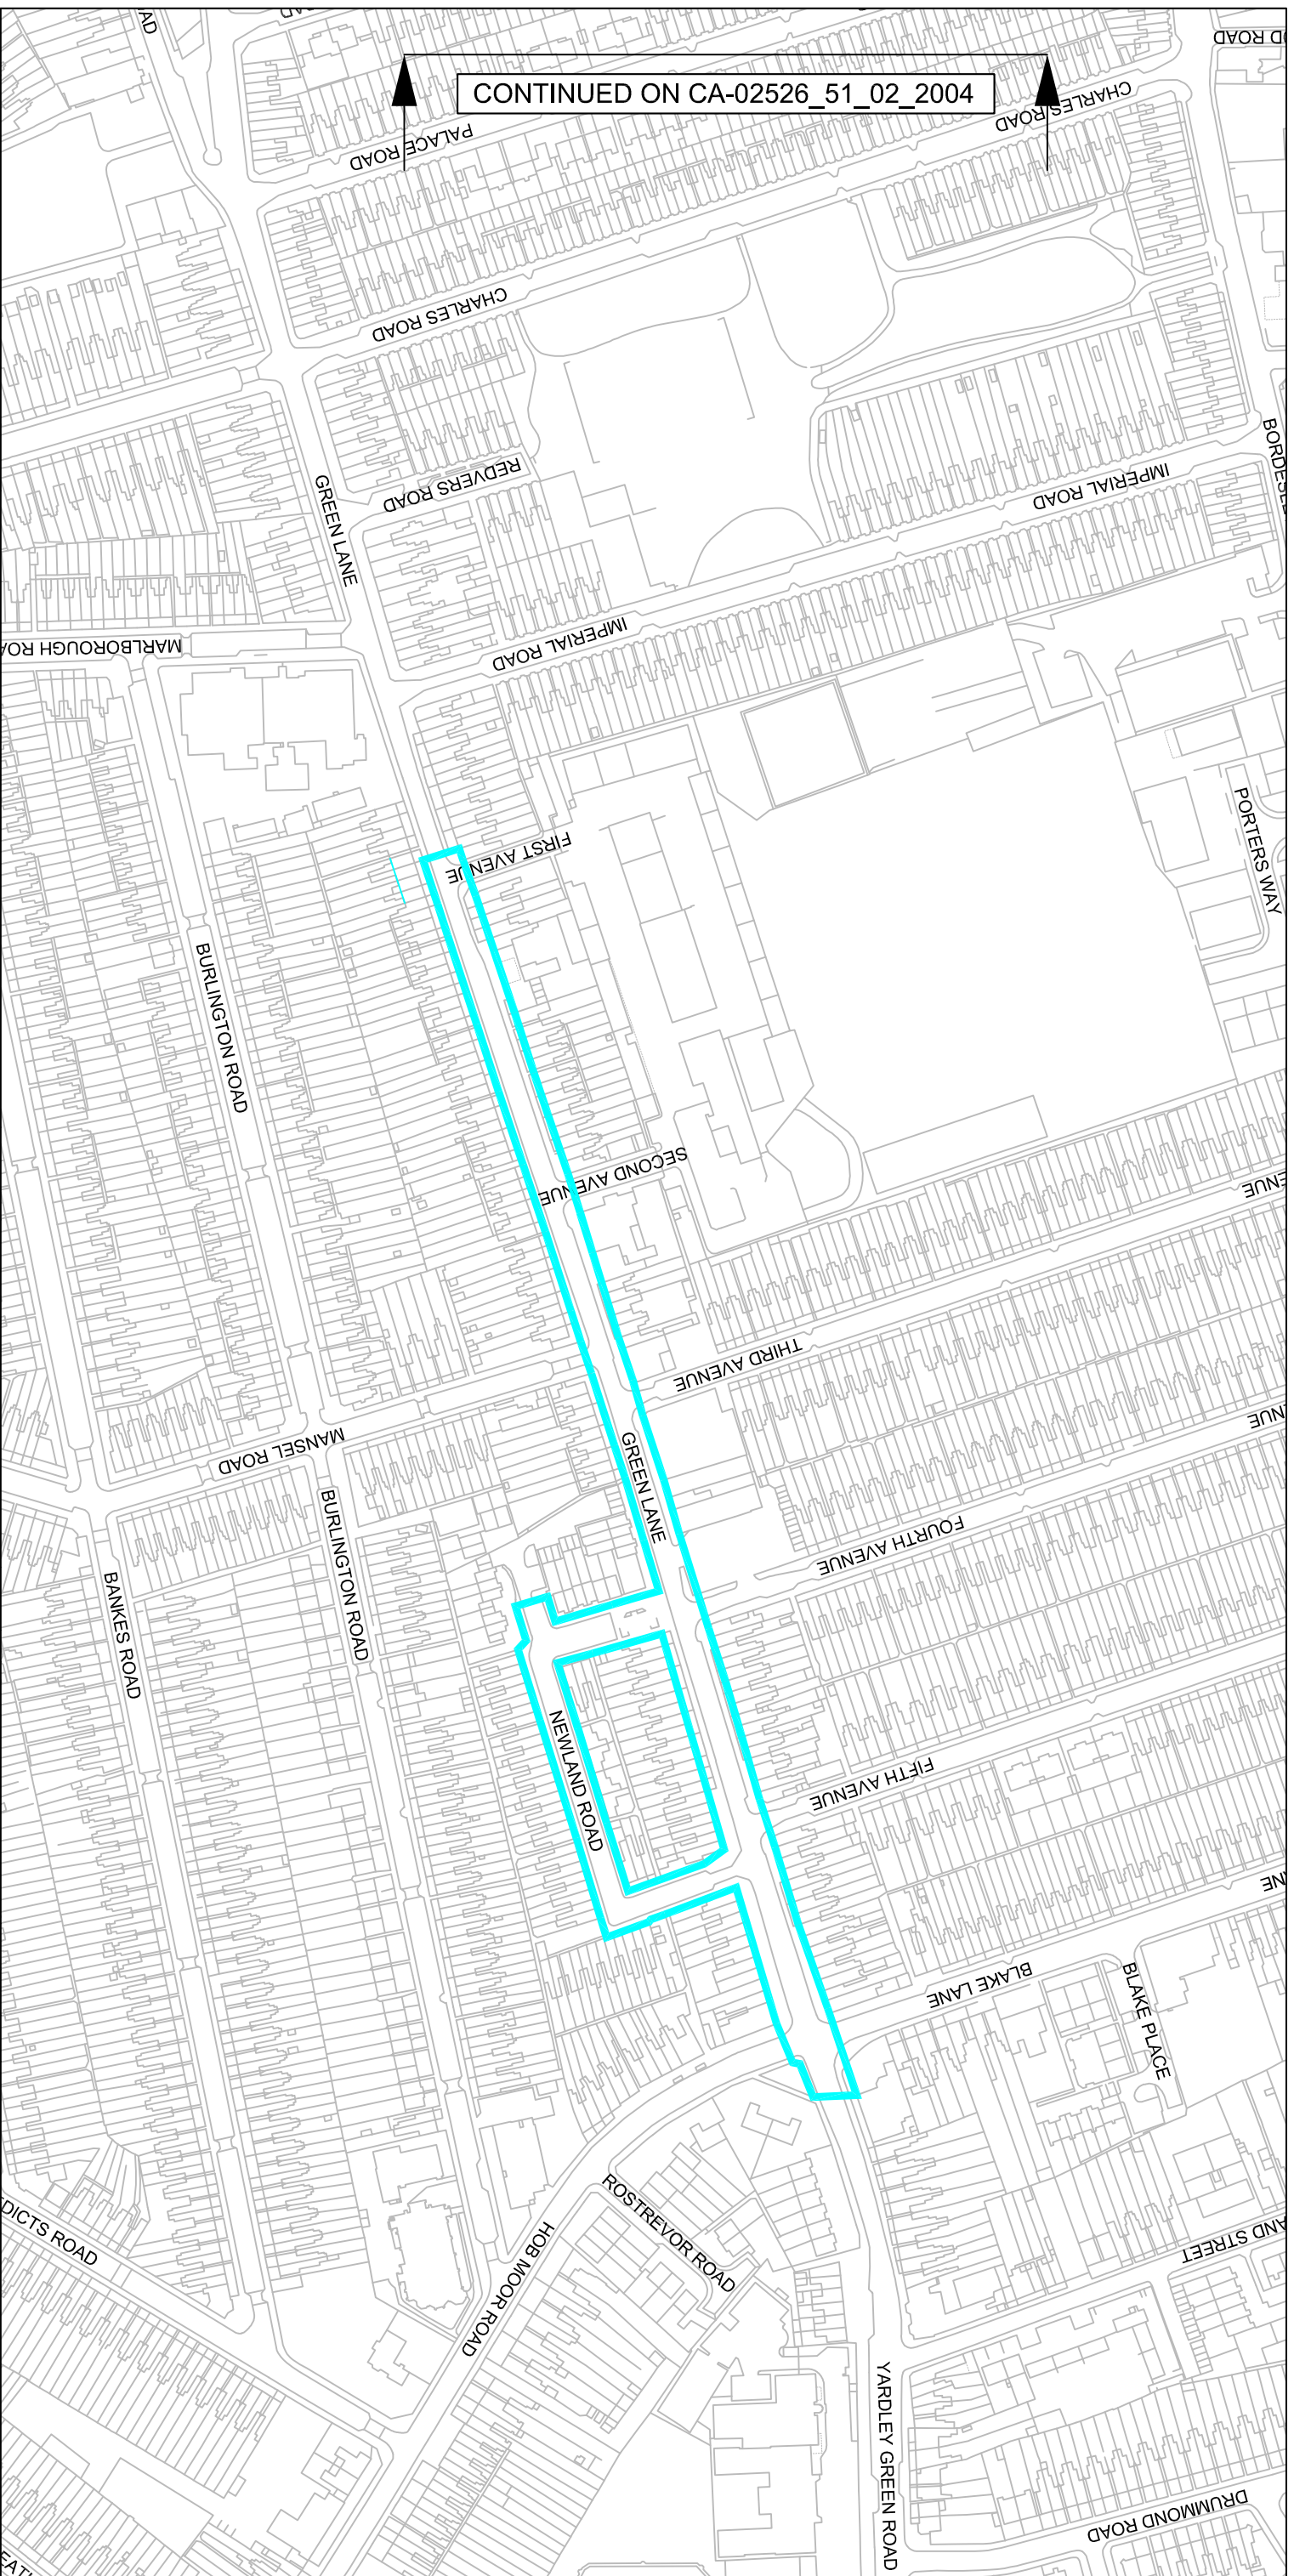 CONTINUED ON CA-02526_51_02_2004
PALACE ROAD
CHARLES ROAD
CHARLES ROAD
REDVERS ROAD
GREEN LANE
IMPERIAL ROAD
IMPERIAL ROAD
MARLBOROUGH
PORTERS WAY
FIRST AVENUE
BURLINGTON ROAD
SECOND AVENUE
THIRD AVENUE
MANSEL ROAD
GREEN LANE
BURLINGTON ROAD
FOURTH AVENUE
BANKES ROAD
NEWLAND ROAD
FIFTH AVENUE
BLAKE LANE
BLAKE PLACE
ROSTREVOR ROAD
DICTS ROAD
HOB MOOR ROAD
AND STREET
YARDLEY GREEN ROAD
DRUMMOND ROAD